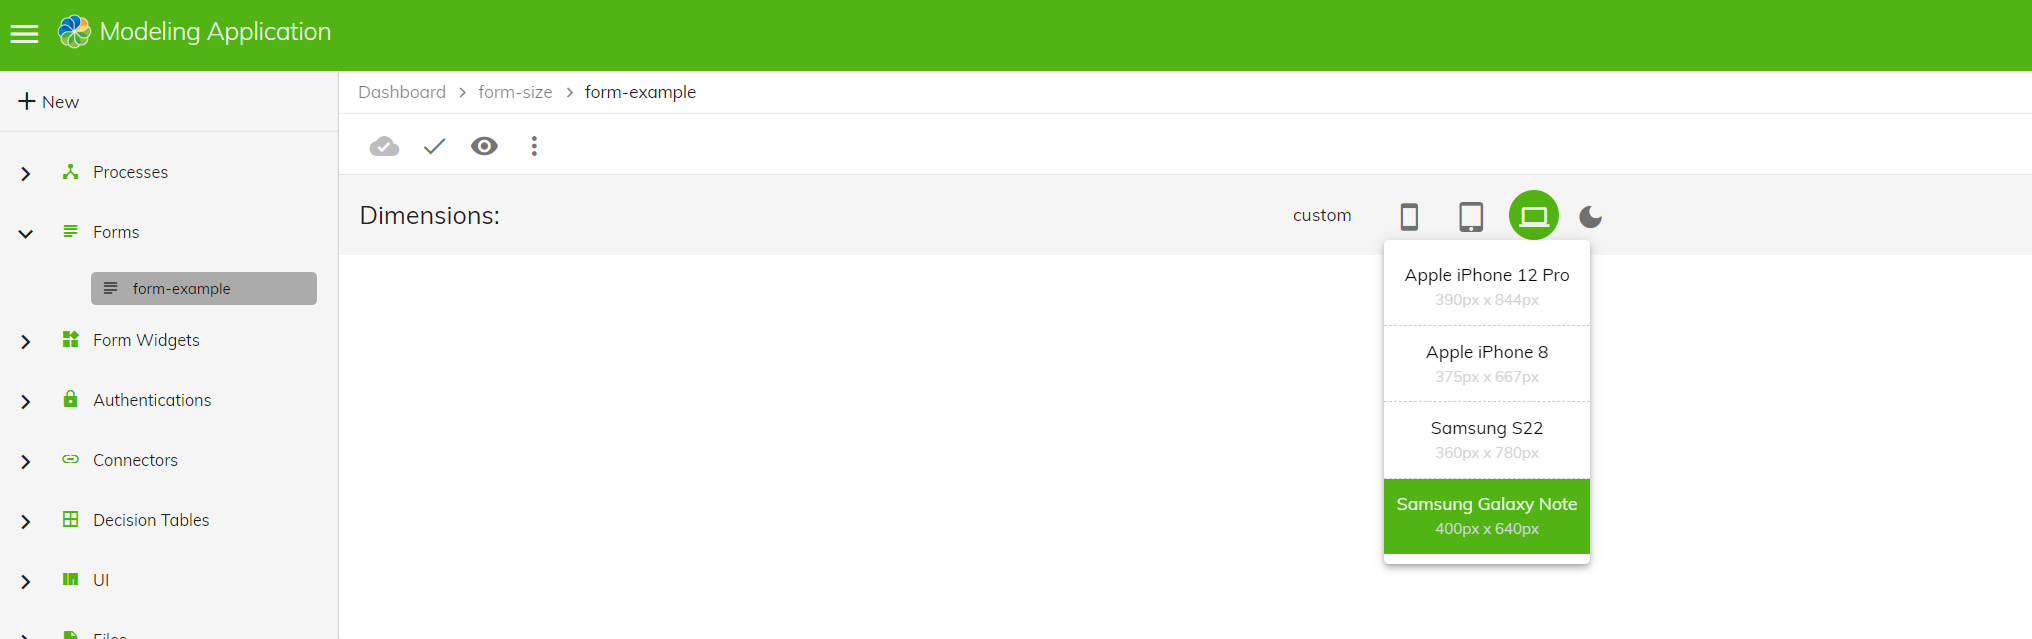 Modeling Application
New
Dashboard > form-size > form-example
Processes
Forms
form-example
Form Widgets
Authentications
Connectors
Decision Tables
UI
Files
Dimensions:
custom
Apple iPhone 12 Pro
390px x 844px
Apple iPhone 8
375px x 667px
Samsung S22
360px x 780px
Samsung Galaxy Note
400px x 640px